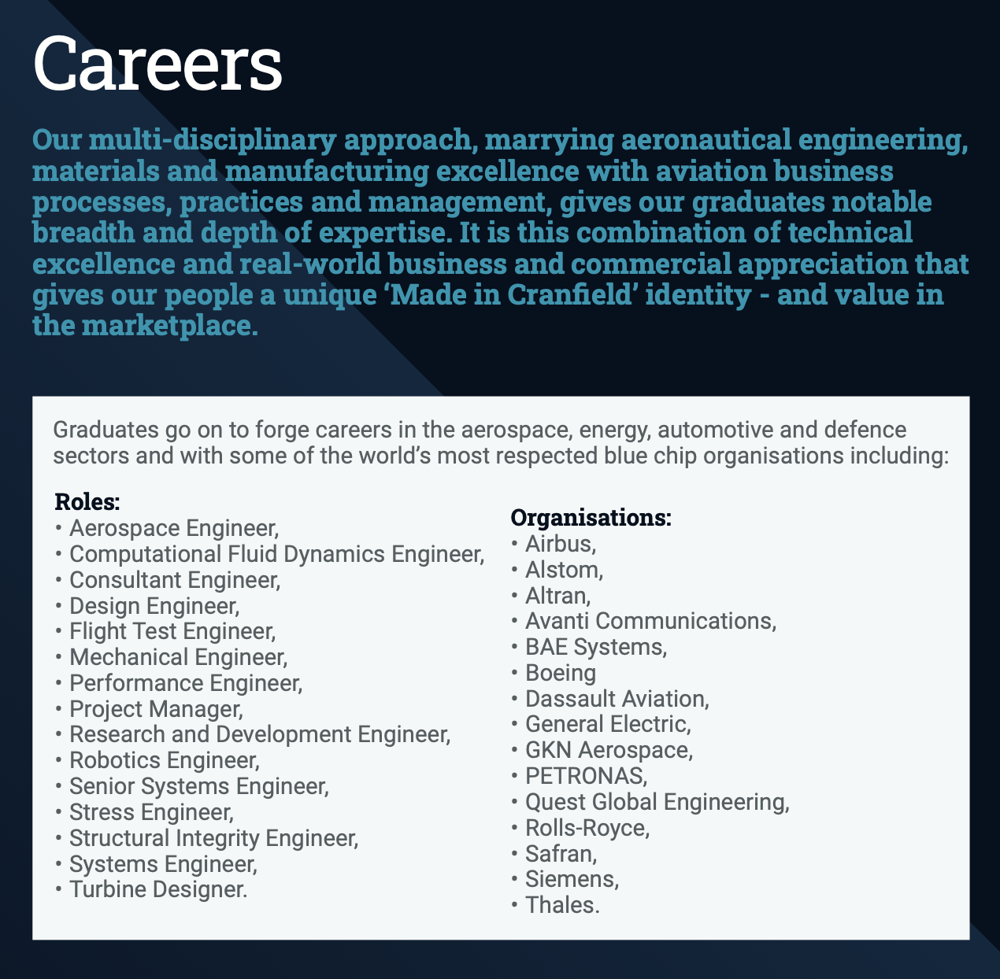 Careers
Our multi-disciplinary approach, marrying aeronautical engineering,
materials and manufacturing excellence with aviation business
processes, practices and management, gives our graduates notable
breadth and depth of expertise. It is this combination of technical
excellence and real-world business and commercial appreciation that
gives our people a unique ‘Made in Cranfield’ identity - and value in
the marketplace.
Graduates go on to forge careers in the aerospace, energy, automotive and defence
sectors and with some of the world’s most respected blue chip organisations including:
Roles:
• Aerospace Engineer,
• Computational Fluid Dynamics Engineer,
• Consultant Engineer,
• Design Engineer,
• Flight Test Engineer,
• Mechanical Engineer,
• Performance Engineer,
• Project Manager,
• Research and Development Engineer,
• Robotics Engineer,
• Senior Systems Engineer,
• Stress Engineer,
• Structural Integrity Engineer,
• Systems Engineer,
• Turbine Designer.
Organisations:
• Airbus,
• Alstom,
• Altran,
• Avanti Communications,
• BAE Systems,
• Boeing
• Dassault Aviation,
• General Electric,
• GKN Aerospace,
• PETRONAS,
• Quest Global Engineering,
• Rolls-Royce,
• Safran,
• Siemens,
• Thales.